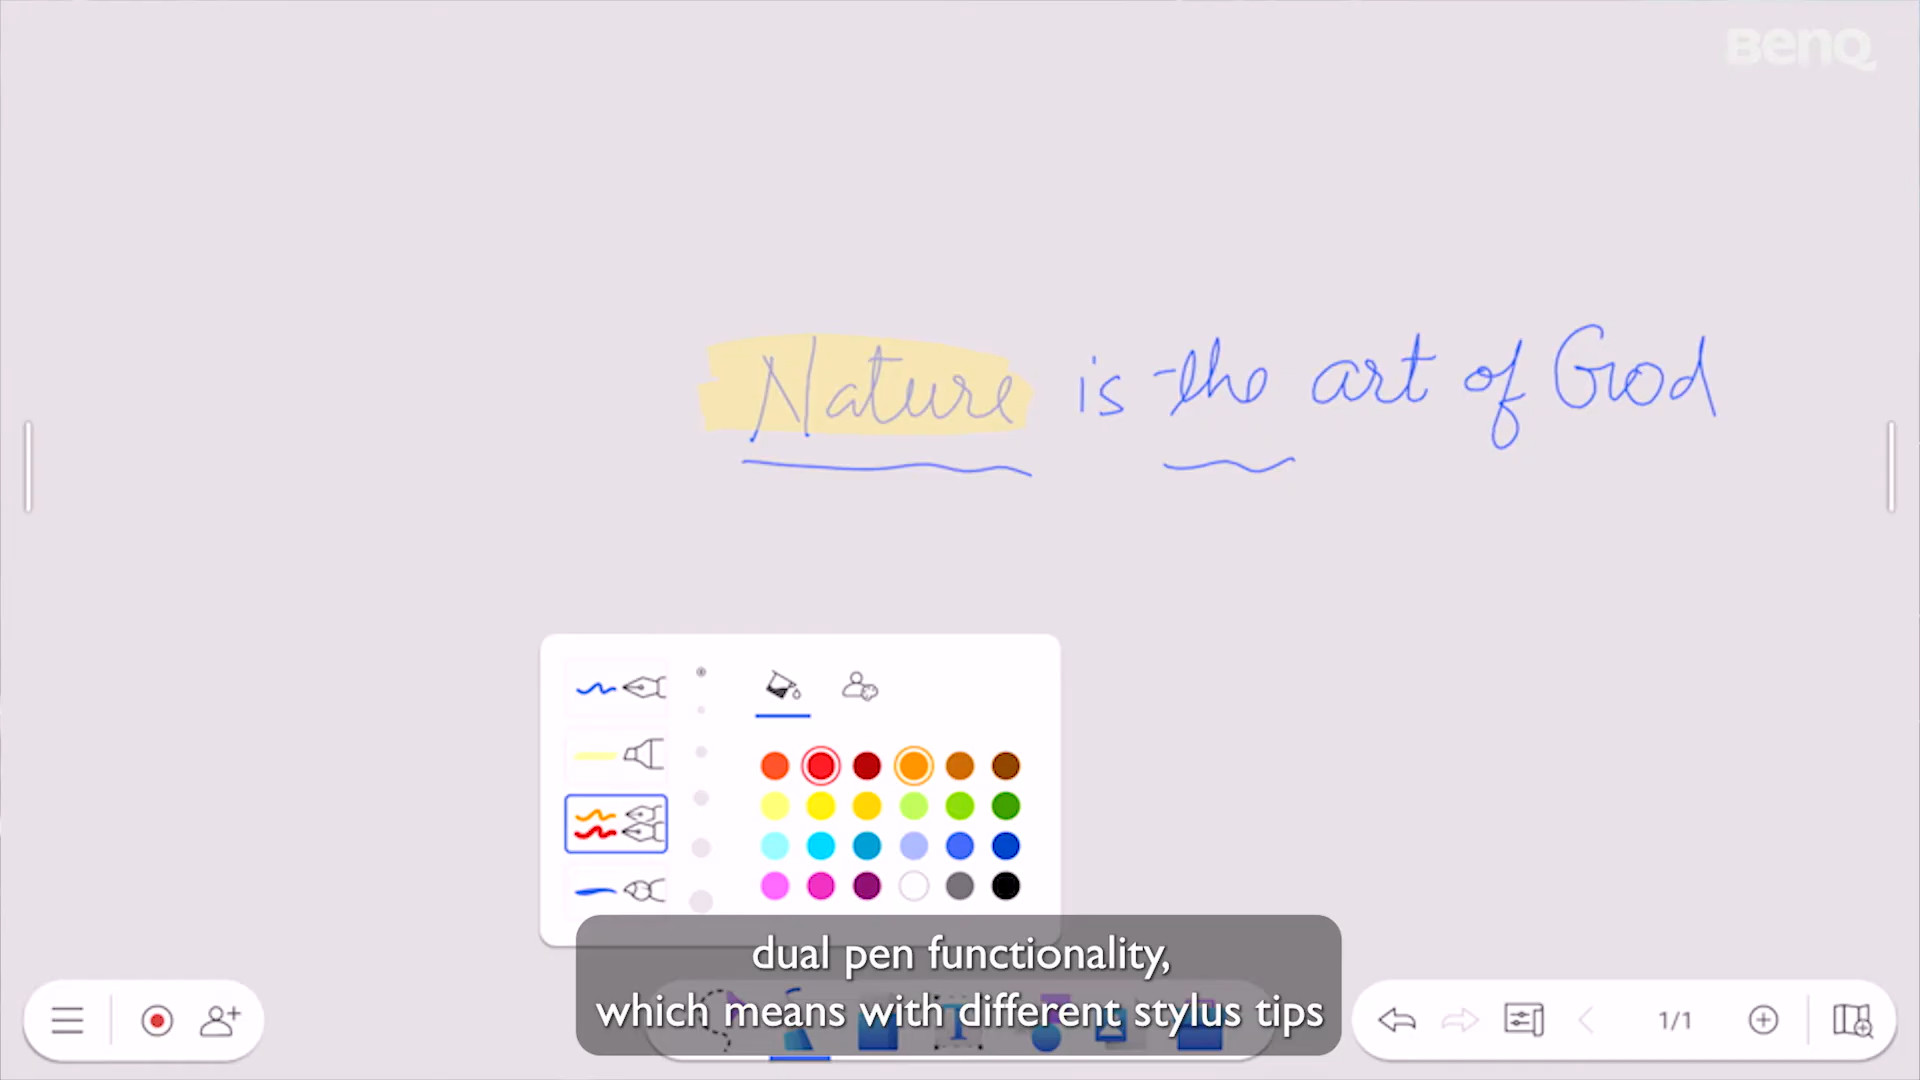 BenQ
Nature is the art of God
dual pen functionality,
which means with different stylus tips
T
1/1